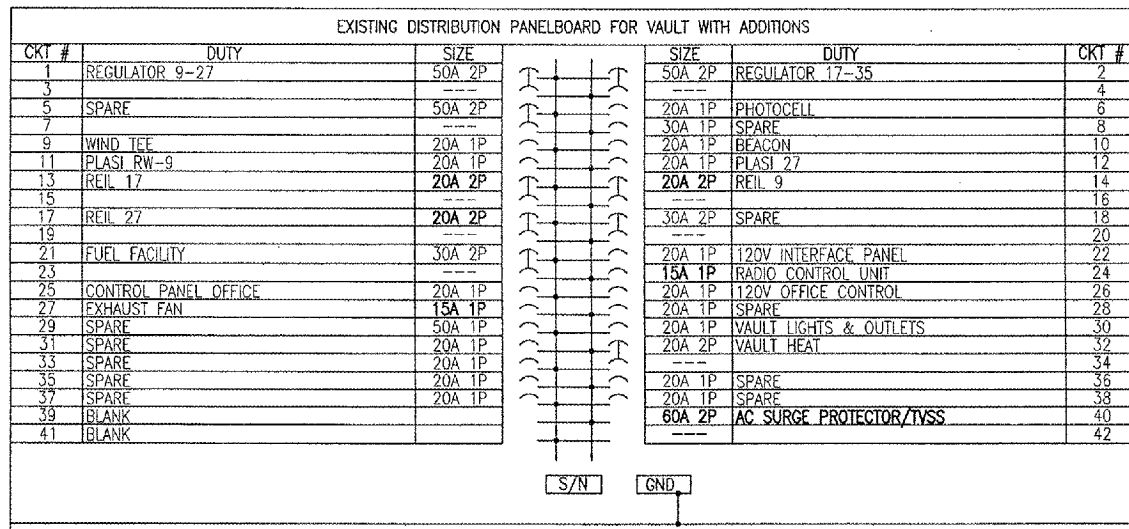 EXISTING DISTRIBUTION PANELBOARD FOR VAULT WITH ADDITIONS
CKT # DUTY SIZE SIZE DUTY CKT #
1 REGULATOR 9-27 50A 2P 50A 2P REGULATOR 17-35 2
3 --- --- 4
5 SPARE 50A 2P 20A 1P PHOTOCELL 6
7 --- 30A 1P SPARE 8
9 WIND TEE 20A 1P 20A 1P BEACON 10
11 PLASI RW-9 20A 1P 20A 1P PLASI 27 12
13 REIL 17 20A 2P 20A 2P REIL 9 14
15 --- --- 16
17 REIL 27 20A 2P 30A 2P SPARE 18
19 --- --- 20
21 FUEL FACILITY 30A 2P 20A 1P 120V INTERFACE PANEL 22
23 --- 15A 1P RADIO CONTROL UNIT 24
25 CONTROL PANEL OFFICE 20A 1P 20A 1P 120V OFFICE CONTROL 26
27 EXHAUST FAN 15A 1P 20A 1P SPARE 28
29 SPARE 50A 1P 20A 1P VAULT LIGHTS & OUTLETS 30
31 SPARE 20A 1P 20A 2P VAULT HEAT 32
33 SPARE 20A 1P --- 34
35 SPARE 20A 1P 20A 1P SPARE 36
37 SPARE 20A 1P 20A 1P SPARE 38
39 BLANK 60A 2P AC SURGE PROTECTOR/TVSS 40
41 BLANK --- 42
S/N GND